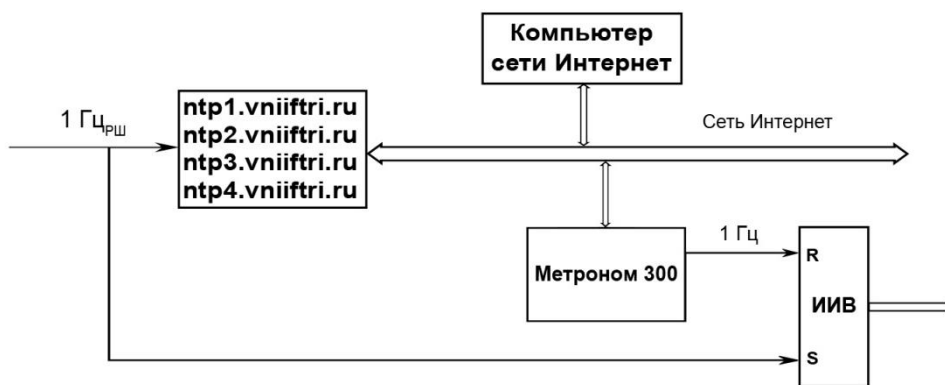 Компьютер
сети Интернет
1 Гц РШ
ntp1.vniiftri.ru
ntp2.vniiftri.ru
ntp3.vniiftri.ru
ntp4.vniiftri.ru
Сеть Интернет
1 Гц
Метроном 300
R
ИИВ
S